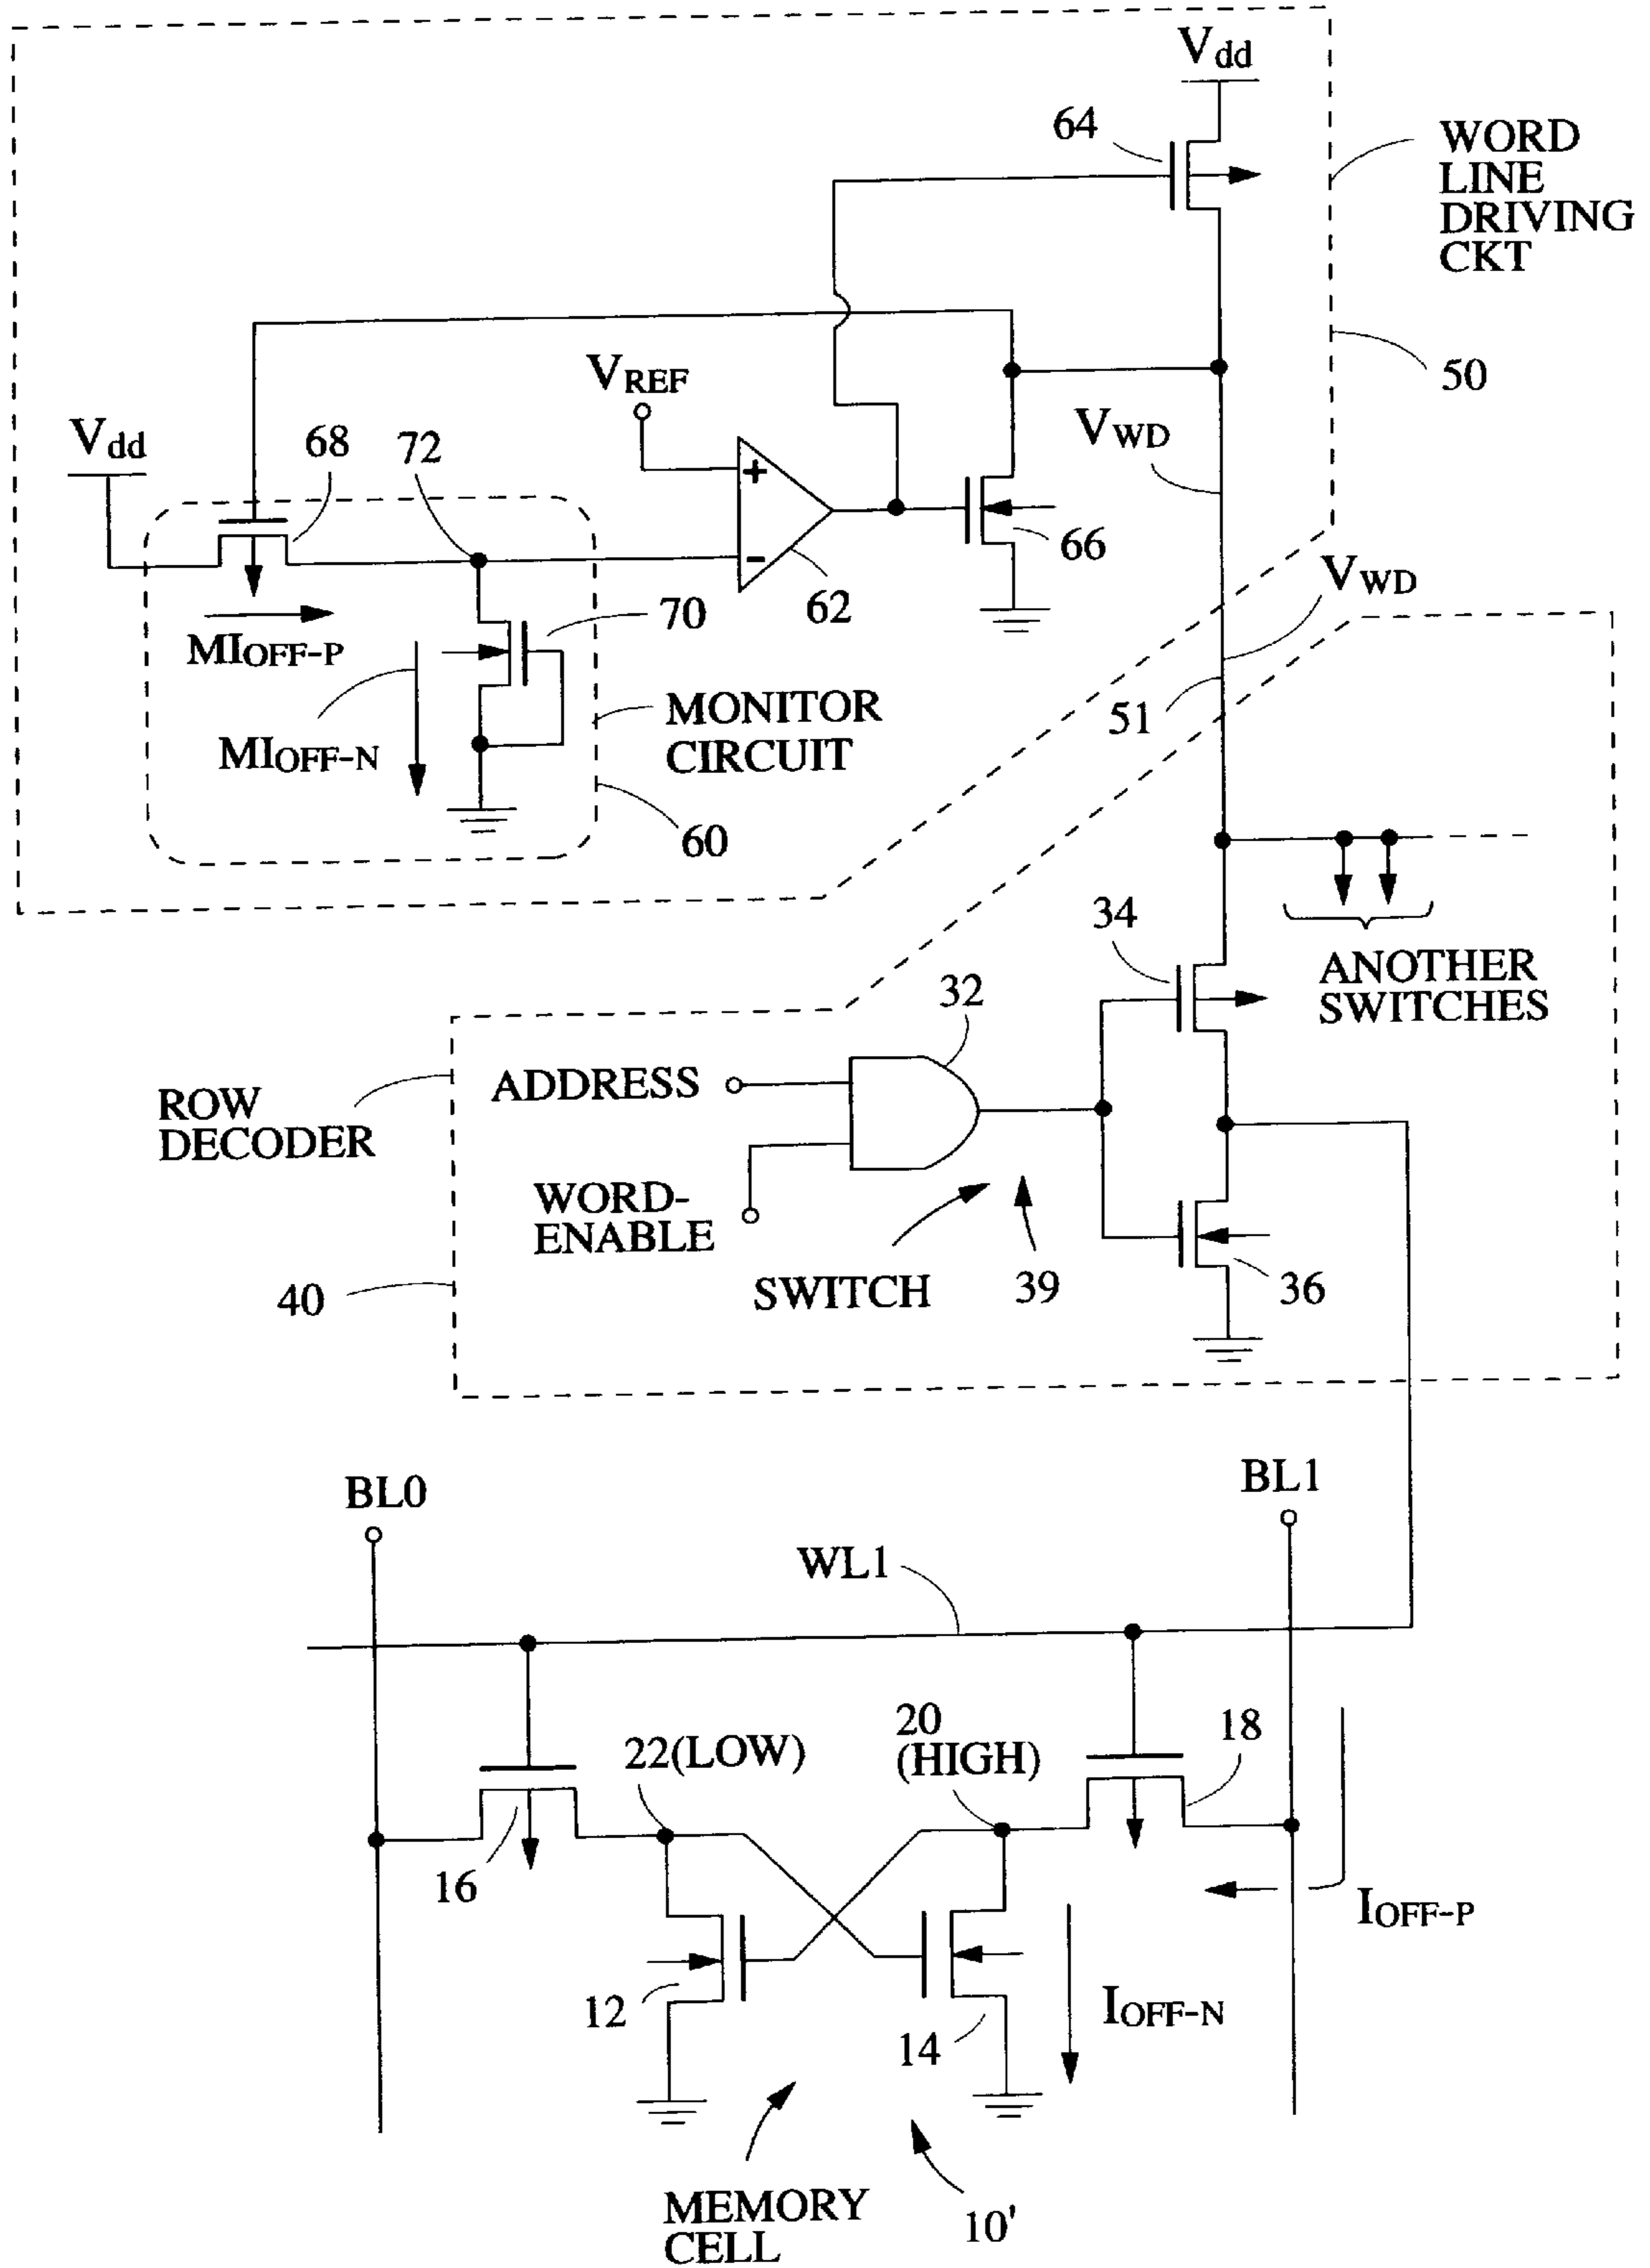 Vdd
64
WORD
LINE
DRIVING
CKT
50
VREF
VWD
Vdd
68
72
+
-
62
66
VWD
MIOFF-P
70
MIOFF-N
MONITOR
CIRCUIT
60
51
34
ANOTHER
SWITCHES
32
ROW
DECODER
ADDRESS
WORD-
ENABLE
SWITCH
39
36
40
BL0
BL1
WL1
22(LOW)
20
(HIGH)
18
16
IOFF-P
12
14
IOFF-N
MEMORY
CELL
10'